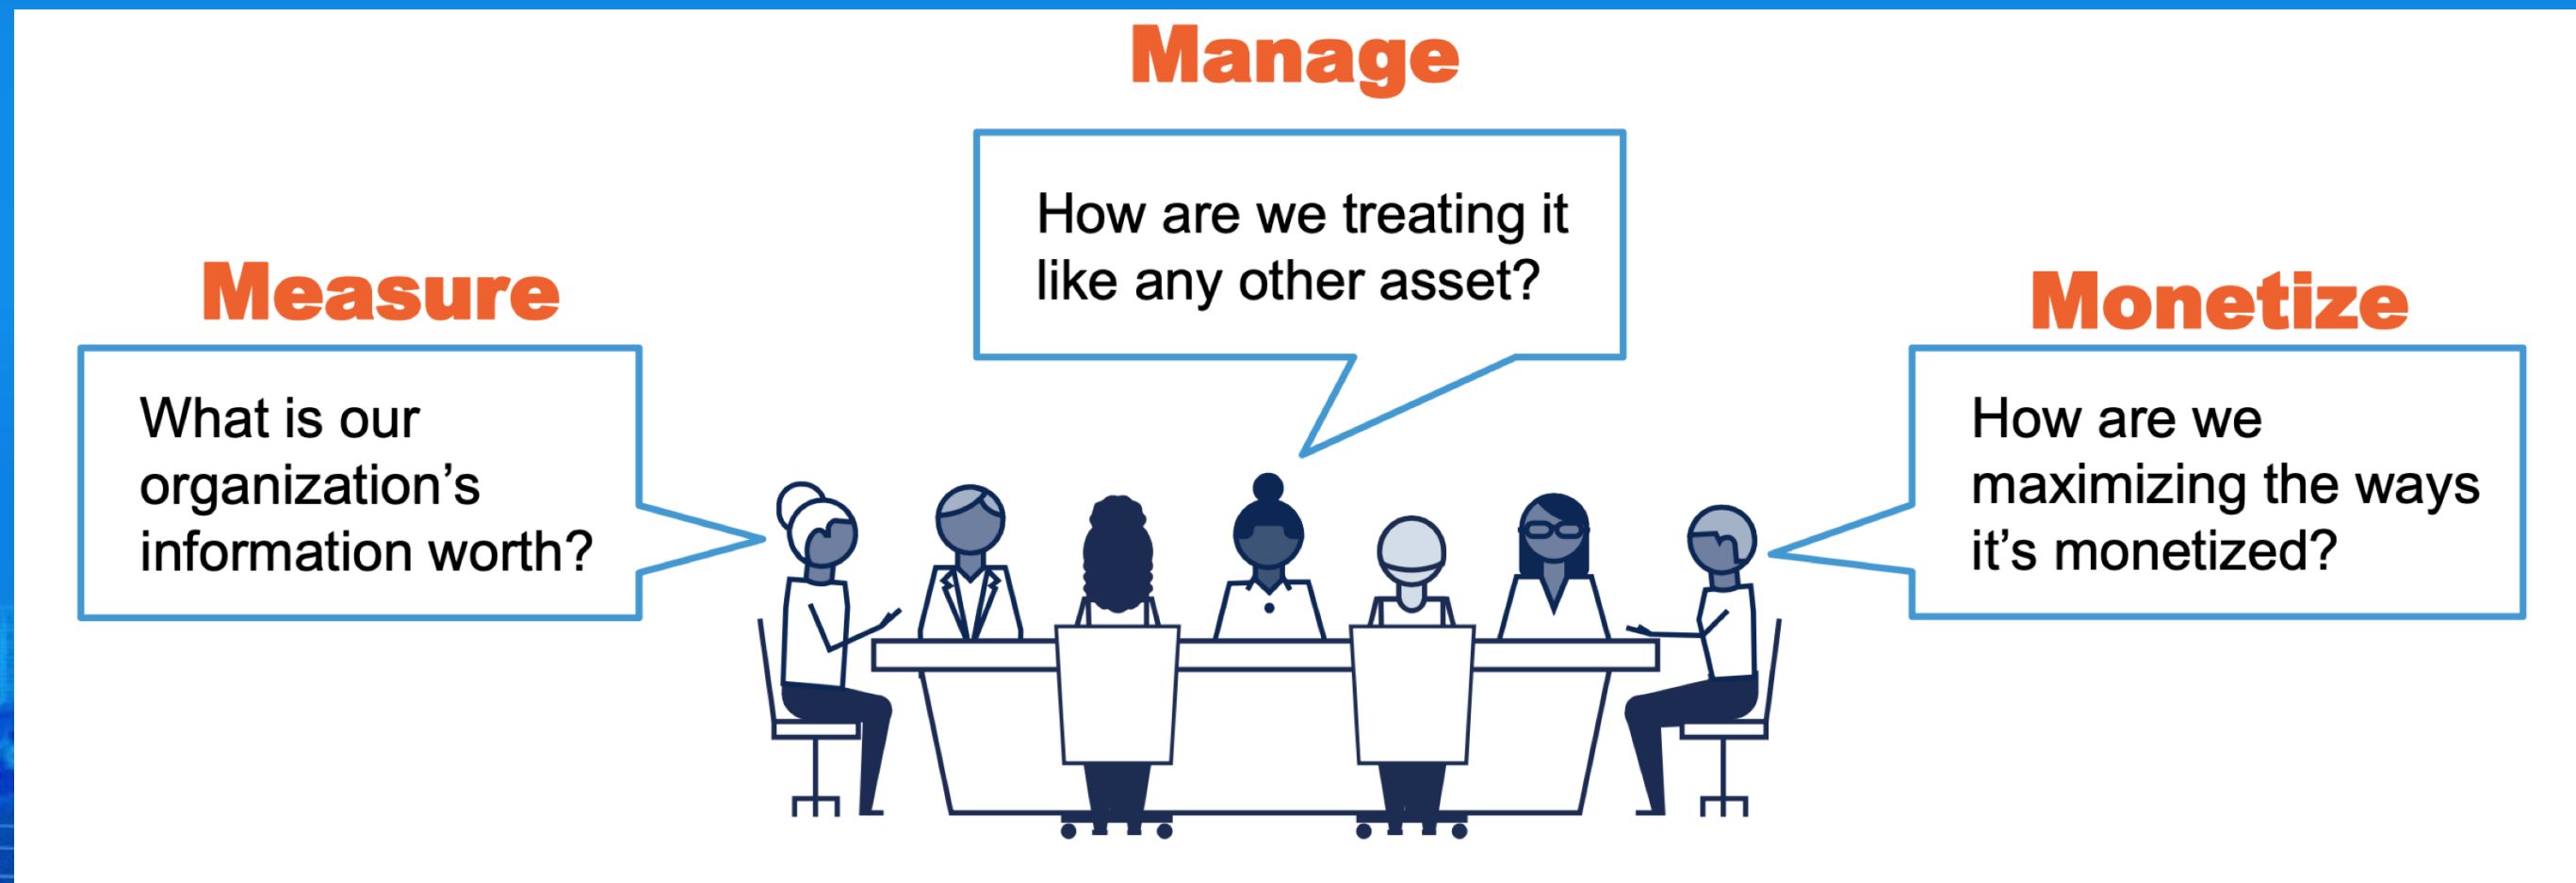 Manage
How are we treating it
like any other asset?
Measure
What is our
organization’s
information worth?
Monetize
How are we
maximizing the ways
it’s monetized?